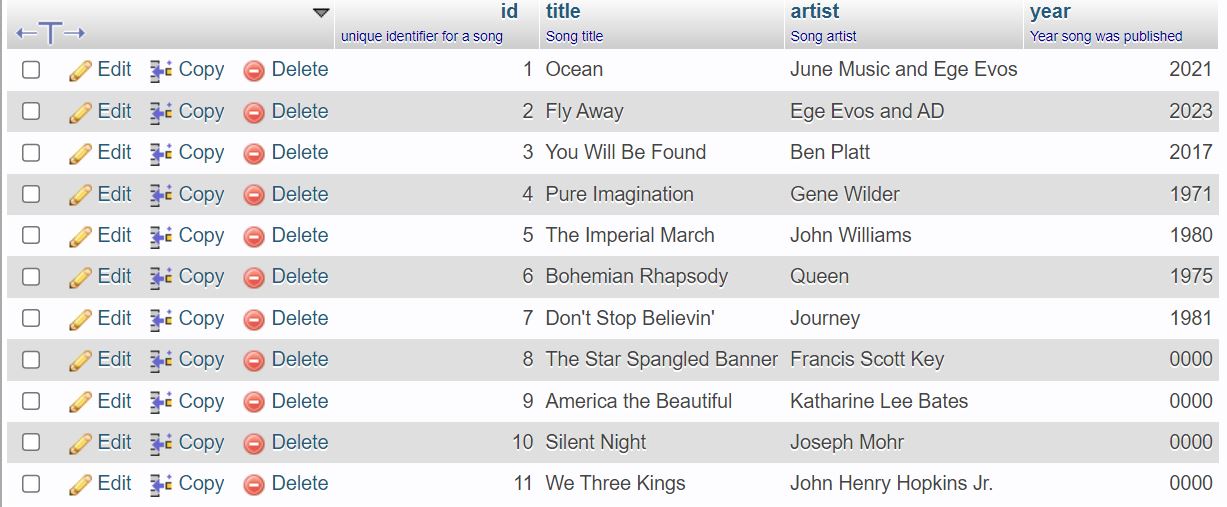 id title artist year
unique identifier for a song Song title Song artist Year song was published
Edit Copy Delete 1 Ocean June Music and Ege Evos 2021
Edit Copy Delete 2 Fly Away Ege Evos and AD 2023
Edit Copy Delete 3 You Will Be Found Ben Platt 2017
Edit Copy Delete 4 Pure Imagination Gene Wilder 1971
Edit Copy Delete 5 The Imperial March John Williams 1980
Edit Copy Delete 6 Bohemian Rhapsody Queen 1975
Edit Copy Delete 7 Don't Stop Believin' Journey 1981
Edit Copy Delete 8 The Star Spangled Banner Francis Scott Key 0000
Edit Copy Delete 9 America the Beautiful Katharine Lee Bates 0000
Edit Copy Delete 10 Silent Night Joseph Mohr 0000
Edit Copy Delete 11 We Three Kings John Henry Hopkins Jr. 0000